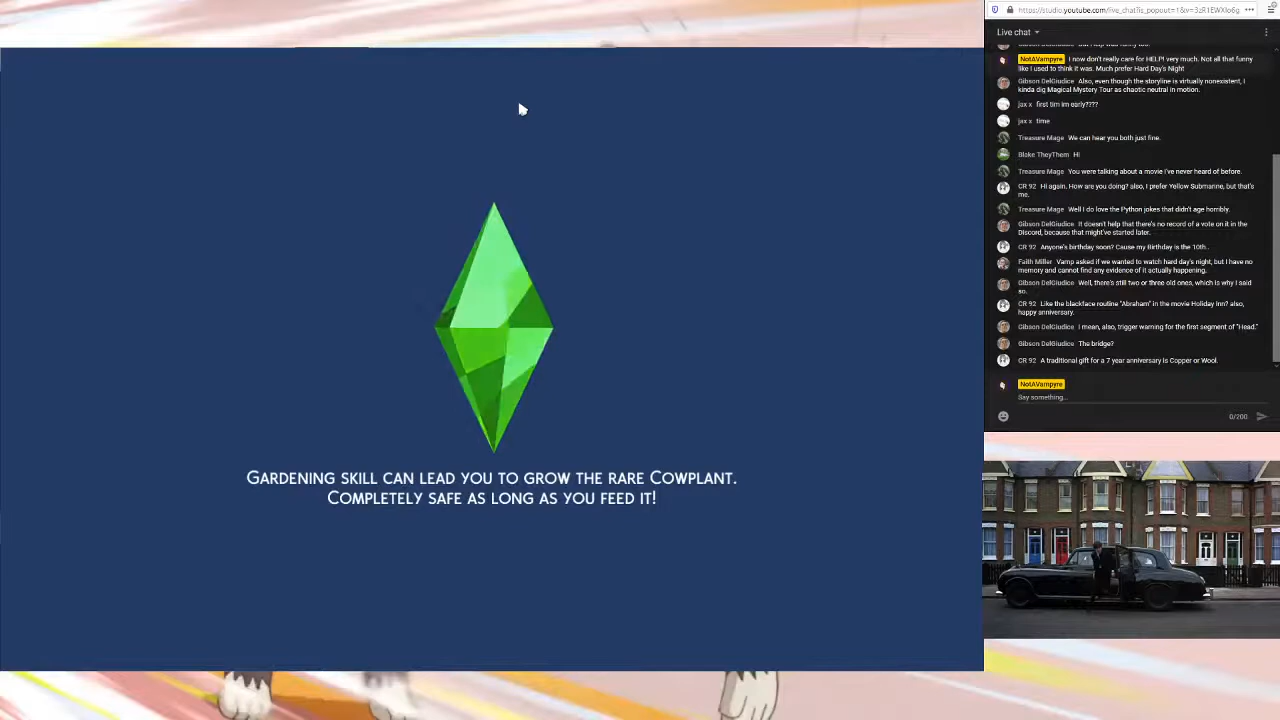 https://studio.youtube.com/live_chat?is_popout=1&v=3zR1EWXlo6g
Live chat
NotAVampyre I now don't really care for HELP! very much. Not all that funny
like I used to think it was. Much prefer Hard Day's Night
Gibson DelGiudice Also, even though the storyline is virtually nonexistent, I
kinda dig Magical Mystery Tour as chaotic neutral in motion.
jax x first tim im early????
jax x time
Treasure Mage We can hear you both just fine.
Blake TheyThem Hi
Treasure Mage You were talking about a movie I've never heard of before.
CR 92 Hi again. How are you doing? also, I prefer Yellow Submarine, but that's
me.
Treasure Mage Well I do love the Python jokes that didn't age horribly.
Gibson DelGiudice It doesn't help that there's no record of a vote on it in the
Discord, because that might've started later.
CR 92 Anyone's birthday soon? Cause my Birthday is the 10th..
Faith Miller Vamp asked if we wanted to watch hard day's night, but I have no
memory and cannot find any evidence of it actually happening.
Gibson DelGiudice Well, there's still two or three old ones, which is why I said
so.
CR 92 Like the blackface routine "Abraham" in the movie Holiday Inn? also,
happy anniversary.
Gibson DelGiudice I mean, also, trigger warning for the first segment of "Head."
Gibson DelGiudice The bridge?
CR 92 A traditional gift for a 7 year anniversary is Copper or Wool.
NotAVampyre
Say something...
0/200
Gardening skill can lead you to grow the rare Cowplant.
Completely safe as long as you feed it!